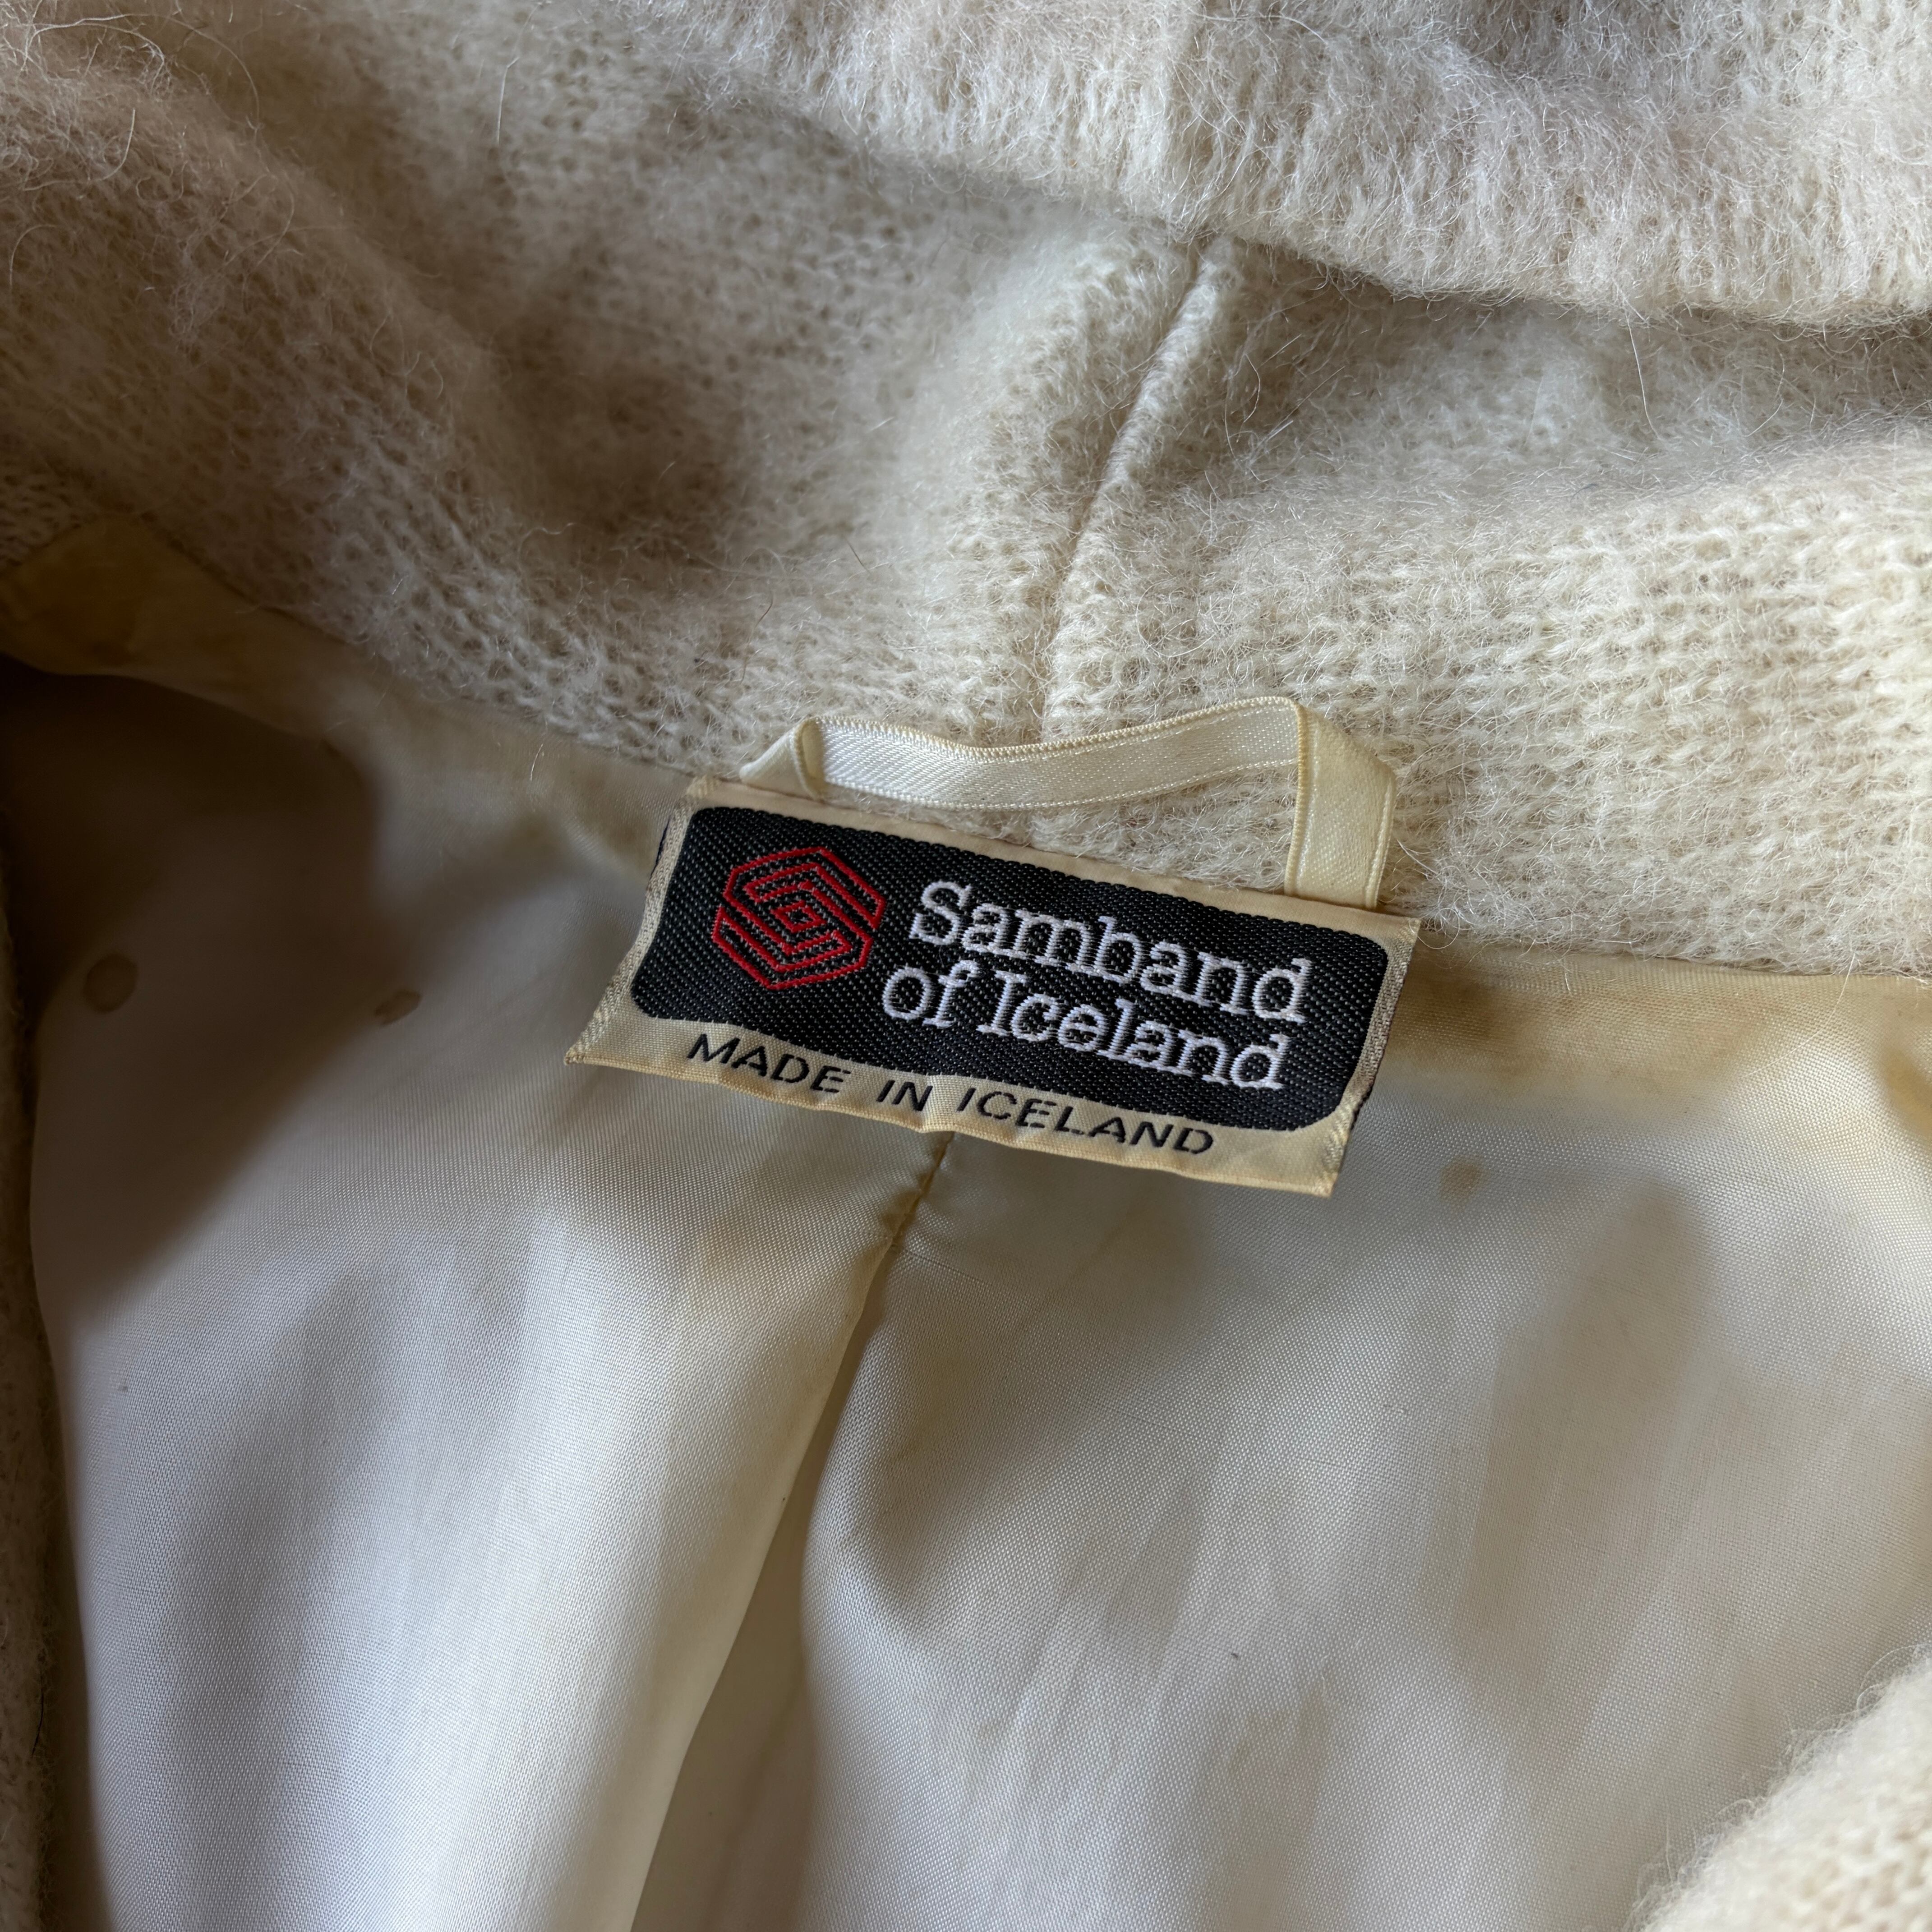 Samband
of Iceland
MADE IN ICELAND